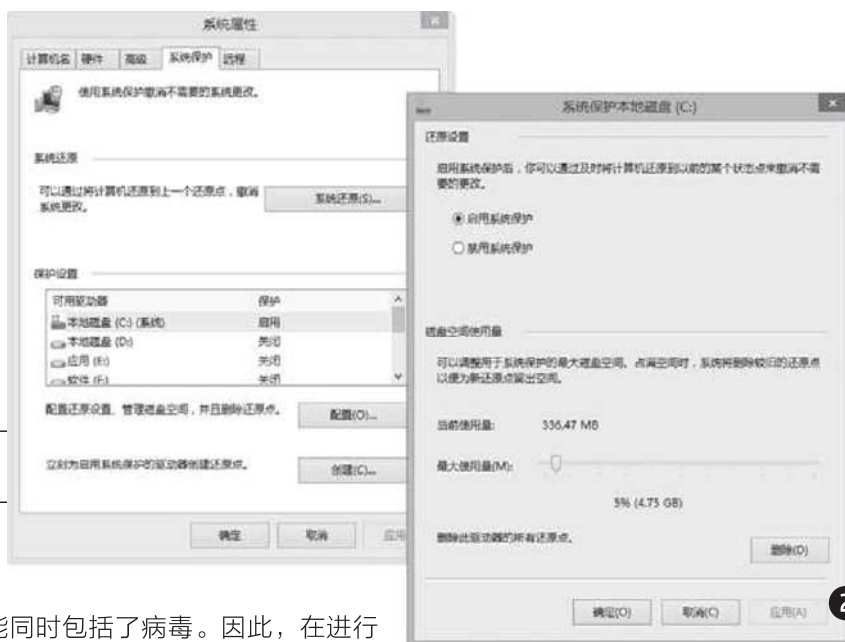 系统属性
计算机名 硬件 高级 系统保护 远程
使用系统保护撤消不需要的系统更改。
系统还原
可以通过将计算机还原到上一个还原点，撤消
系统更改。
系统还原(S)...
保护设置
可用驱动器 保护
本地磁盘 (C:) (系统) 启用
本地磁盘 (D:) 关闭
应用 (E:) 关闭
软件 (F:) 关闭
配置还原设置、管理磁盘空间，并且删除还原点。
配置(O)...
立刻为启用系统保护的驱动器创建还原点。
创建(C)...
确定 取消 应用
系统保护本地磁盘 (C:)
还原设置
启用系统保护后，你可以通过及时将计算机还原到以前的某个状态点来撤消不需
要的更改。
启用系统保护
禁用系统保护
磁盘空间使用量
可以调整用于系统保护的最大磁盘空间。占满空间时，系统将删除较旧的还原点
以便为新还原点留出空间。
当前使用量: 336.47 MB
最大使用量(M):
5% (4.75 GB)
删除此驱动器的所有还原点。
删除(D)
确定(O) 取消(C) 应用(A)
2
能同时包括了病毒。因此，在进行